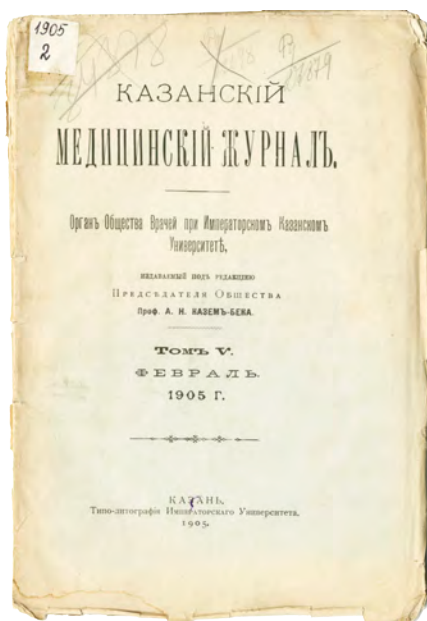 1905
2
КАЗАНСКІЙ
МЕДИЦИНСКІЙ ЖУРНАЛЪ.
Органъ Общества Врачей при Императорскомъ Казанскомъ
Университетѣ,
ИЗДАВАЕМЫЙ ПОДЪ РЕДАКЦІЕЮ
ПРЕДСѢДАТЕЛЯ ОБЩЕСТВА
Проф. А. Н. КАЗЕМЪ-БЕКА.
ТОМЪ V.
ФЕВРАЛЬ.
1905 Г.
КАЗАНЬ.
Типо-литографія Императорскаго Университета.
1905.